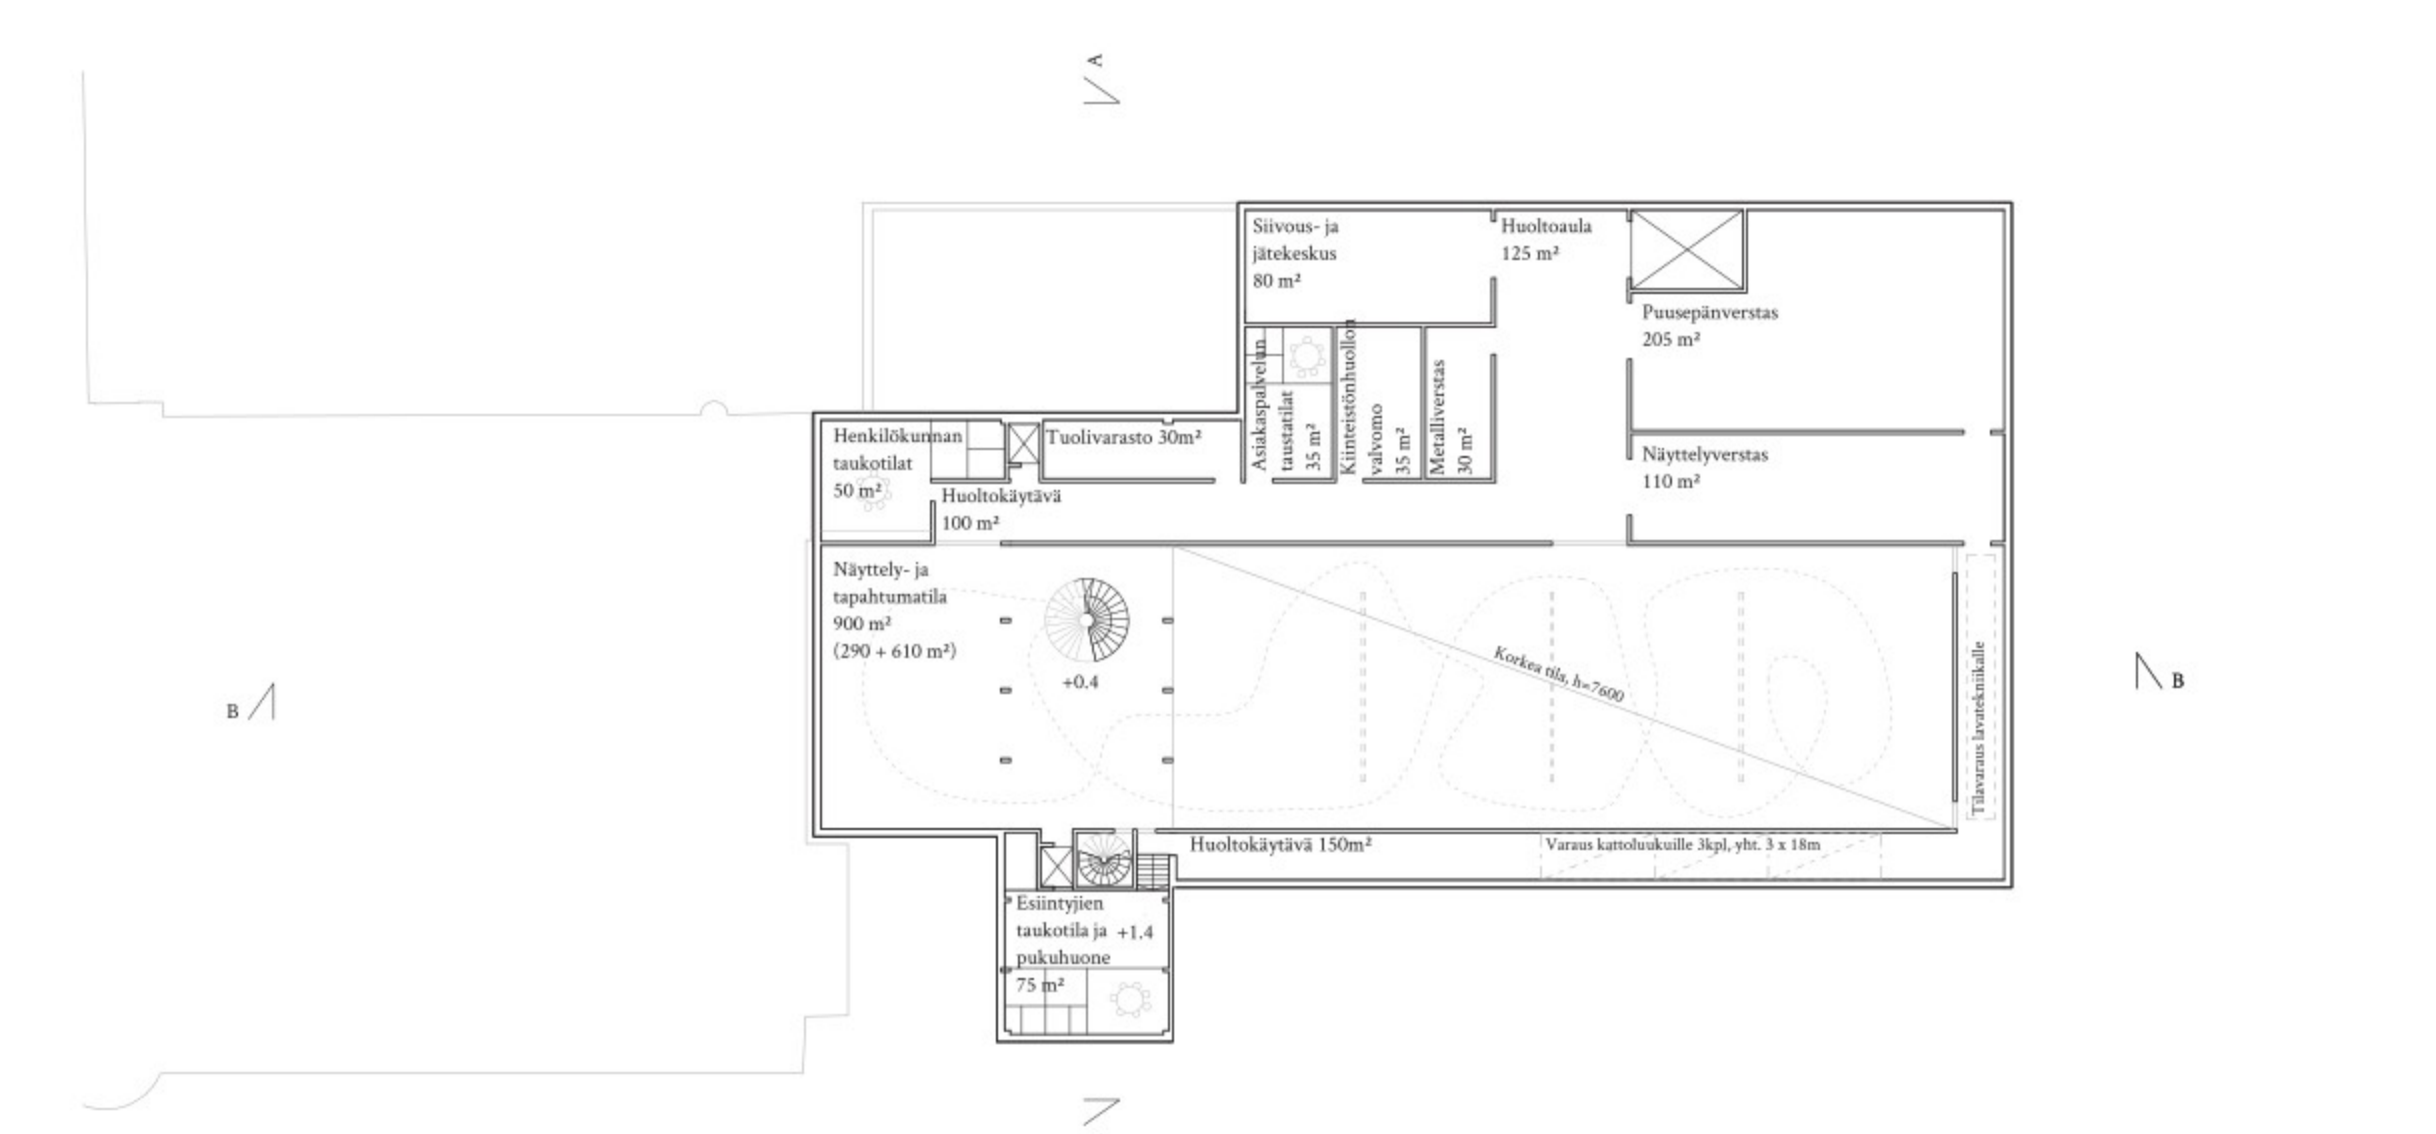 A
Siivous- ja
jätekeskus
80 m²
Huoltoaula
125 m²
Puusepänverstas
205 m²
Asiakaspalvelun
taustatilat
35 m²
Kiinteistönhuollon
valvomo
35 m²
Metalliverstas
30 m²
Henkilökunnan
taukotilat
50 m²
Tuolivarasto 30m²
Huoltokäytävä
100 m²
Näyttelyverstas
110 m²
Näyttely- ja
tapahtumatila
900 m²
(290 + 610 m²)
+0.4
Korkea tila, h=7600
Tilavaraus lavatekniikalle
B
B
Huoltokäytävä 150m²
Varaus kattoluukuille 3kpl, yht. 3 x 18m
Esiintyjien
taukotila ja
pukuhuone
75 m²
+1.4